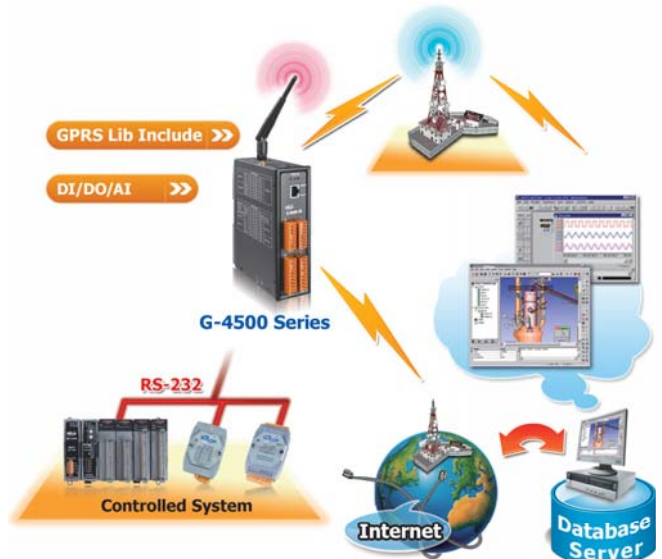 GPRS Lib Include
DI/DO/AI
G-4500 Series
RS-232
Controlled System
Internet
Database
Server